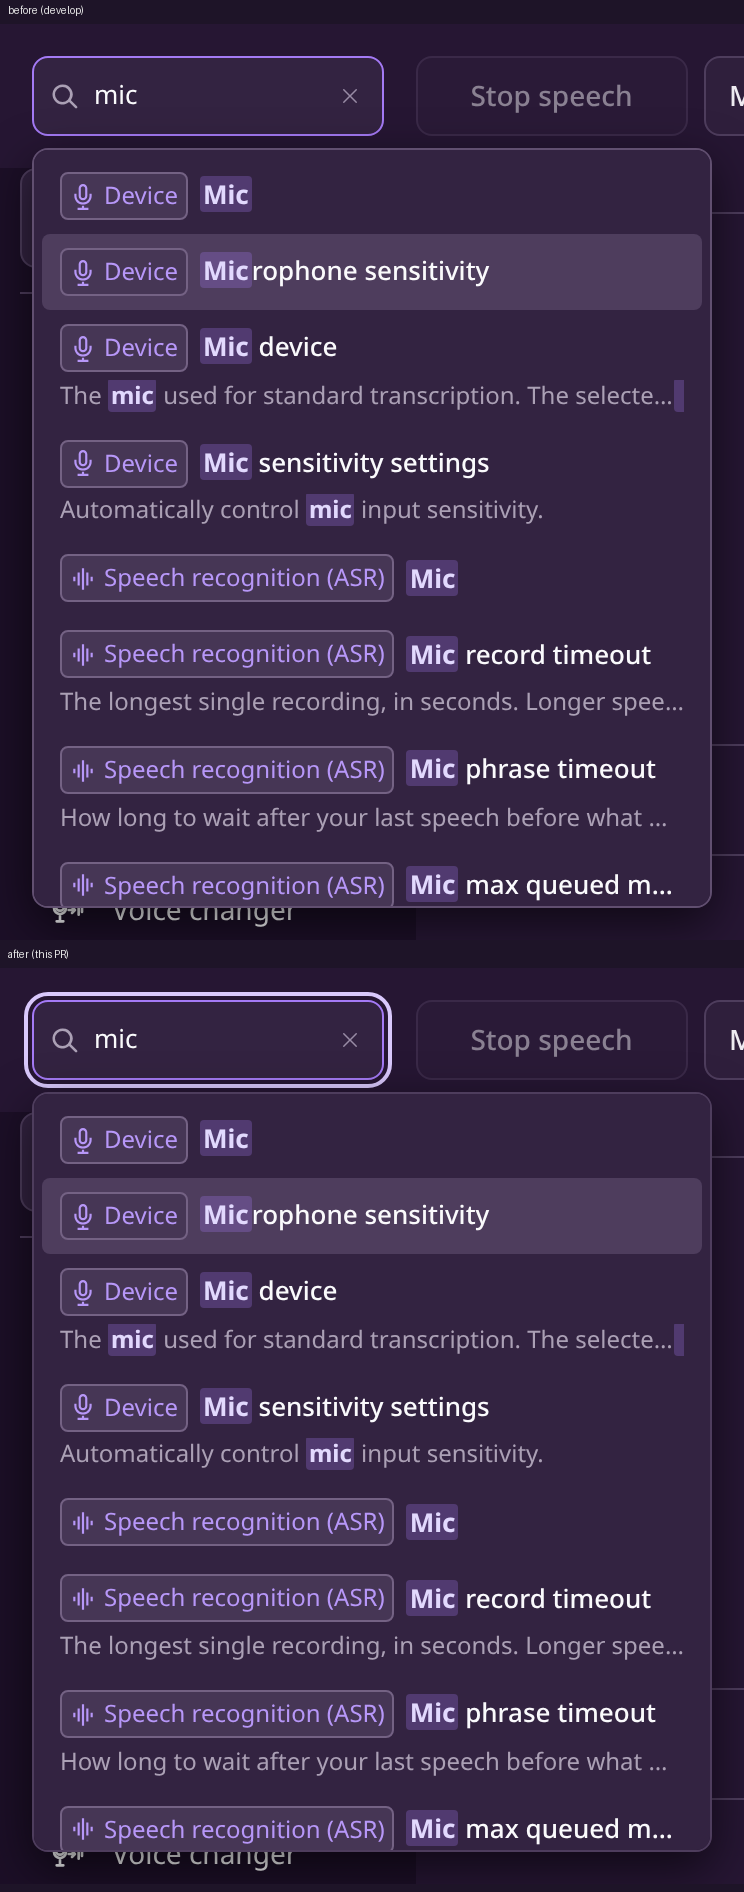 before (develop)
mic
Stop speech
M
Device Mic
Device Microphone sensitivity
Device Mic device
The mic used for standard transcription. The selecte...
Device Mic sensitivity settings
Automatically control mic input sensitivity.
Speech recognition (ASR) Mic
Speech recognition (ASR) Mic record timeout
The longest single recording, in seconds. Longer spee...
Speech recognition (ASR) Mic phrase timeout
How long to wait after your last speech before what ...
Speech recognition (ASR) Mic max queued m...
Voice changer
after (this PR)
mic
Stop speech
M
Device Mic
Device Microphone sensitivity
Device Mic device
The mic used for standard transcription. The selecte...
Device Mic sensitivity settings
Automatically control mic input sensitivity.
Speech recognition (ASR) Mic
Speech recognition (ASR) Mic record timeout
The longest single recording, in seconds. Longer spee...
Speech recognition (ASR) Mic phrase timeout
How long to wait after your last speech before what ...
Speech recognition (ASR) Mic max queued m...
Voice changer